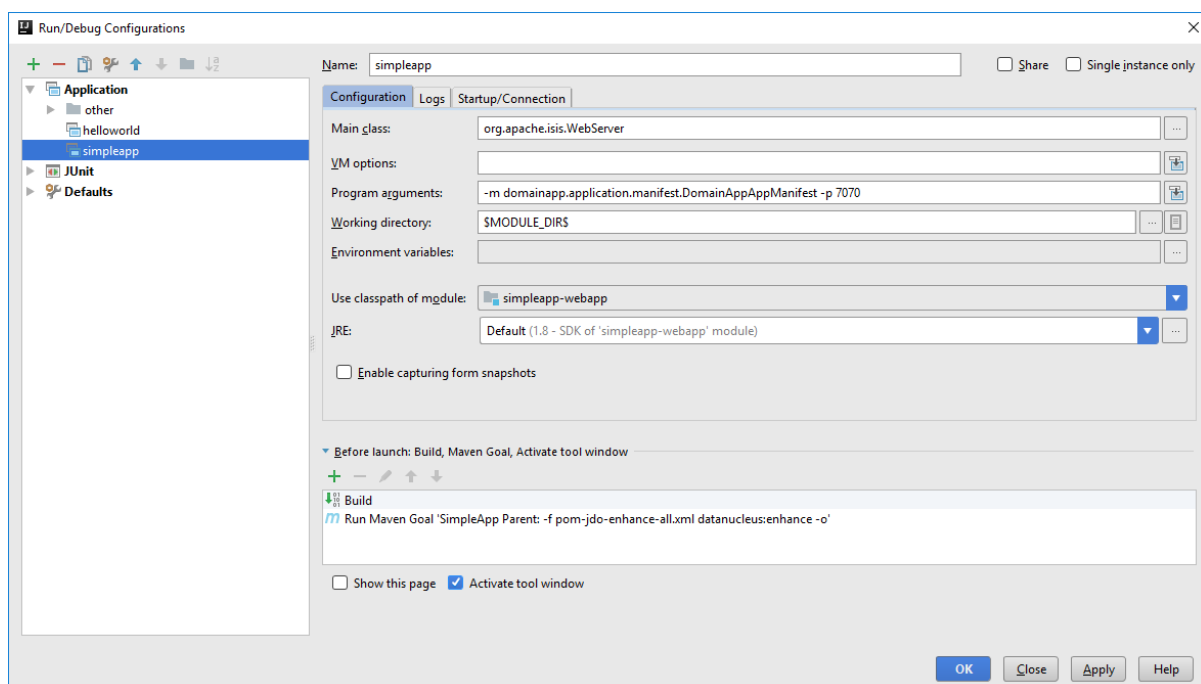 Run/Debug Configurations
Name: simpleapp
Share
Single instance only
Application
other
helloworld
simpleapp
JUnit
Defaults
Configuration Logs Startup/Connection
Main class: org.apache.isis.WebServer
VM options:
Program arguments: -m domainapp.application.manifest.DomainAppAppManifest -p 7070
Working directory: $MODULE_DIR$
Environment variables:
Use classpath of module: simpleapp-webapp
JRE: Default (1.8 - SDK of 'simpleapp-webapp' module)
Enable capturing form snapshots
Before launch: Build, Maven Goal, Activate tool window
Build
Run Maven Goal 'SimpleApp Parent: -f pom-jdo-enhance-all.xml datanucleus:enhance -o'
Show this page Activate tool window
OK Close Apply Help